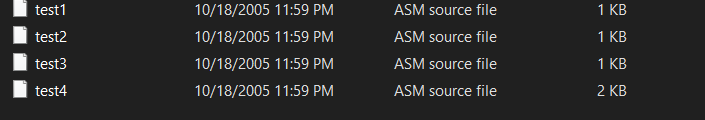 test1 10/18/2005 11:59 PM ASM source file 1 KB
test2 10/18/2005 11:59 PM ASM source file 1 KB
test3 10/18/2005 11:59 PM ASM source file 1 KB
test4 10/18/2005 11:59 PM ASM source file 2 KB